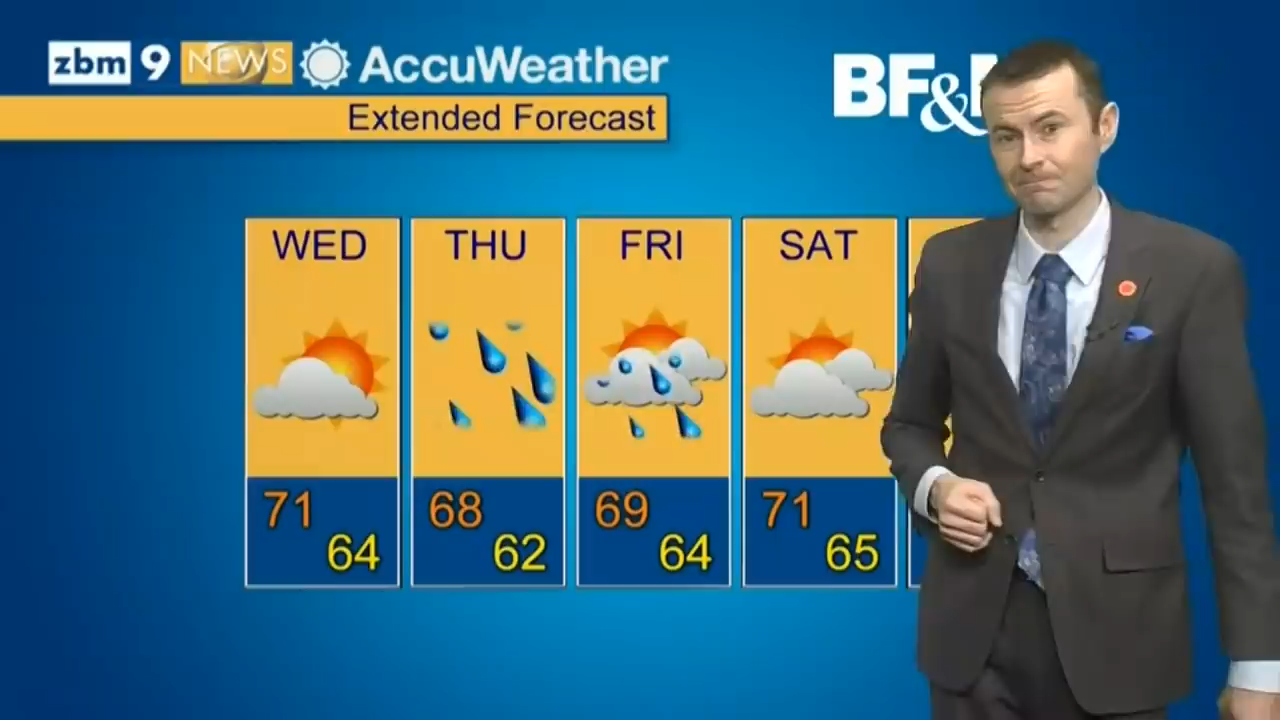 zbm 9 NEWS AccuWeather
Extended Forecast
BF&
WED THU FRI SAT
71 68 69 71
64 62 64 65